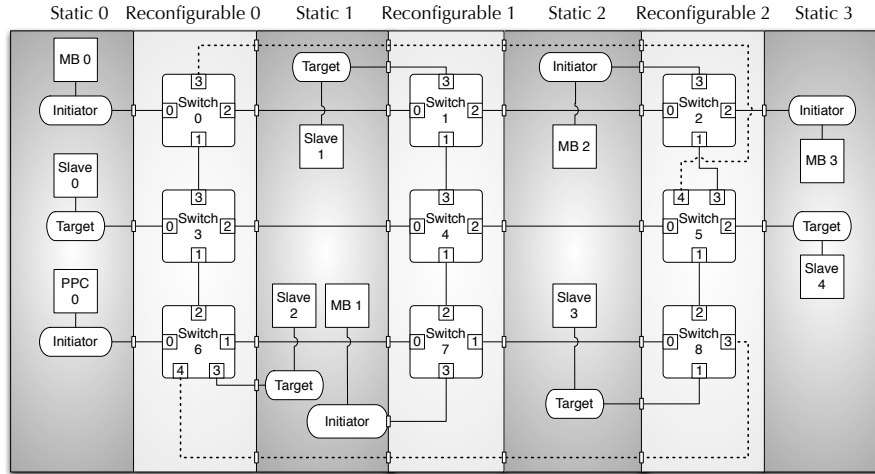 Static 0 Reconfigurable 0 Static 1 Reconfigurable 1 Static 2 Reconfigurable 2 Static 3
MB 0
Initiator
Slave
0
Target
PPC
0
Initiator
3
0 Switch 2
0
1
3
0 Switch 2
3
1
2
0 Switch 1
6
4 3
Target
Slave
1
Slave
2
MB 1
Target
Initiator
3
0 Switch 2
1
1
3
0 Switch 2
4
1
2
0 Switch 1
7
3
Initiator
MB 2
Slave
3
Target
3
0 Switch 2
2
1
4 3
0 Switch 2
5
1
2
0 Switch 3
8
1
Initiator
MB 3
Target
Slave
4